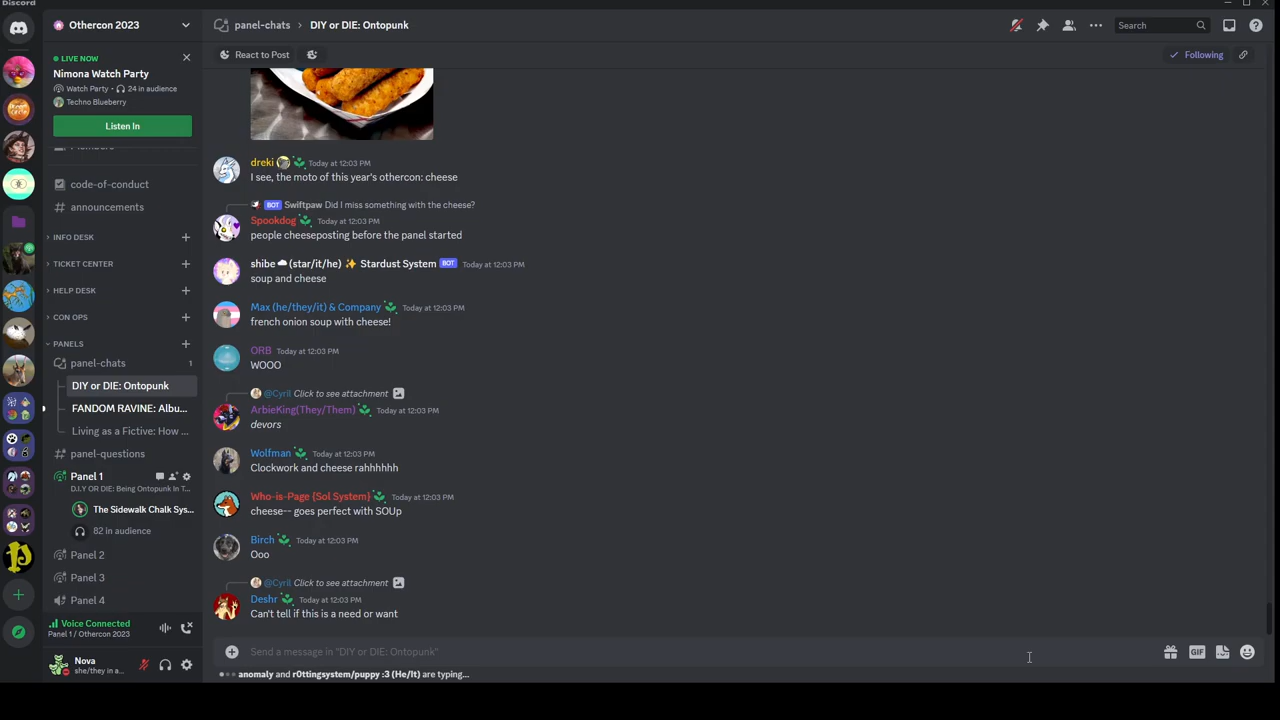 Discord
Othercon 2023
panel-chats
DIY or DIE: Ontopunk
Search
LIVE NOW
Nimona Watch Party
Watch Party • 24 in audience
Techno Blueberry
Listen In
code-of-conduct
announcements
INFO DESK
TICKET CENTER
HELP DESK
CON OPS
PANELS
panel-chats 1
DIY or DIE: Ontopunk
FANDOM RAVINE: Albu...
Living as a Fictive: How ...
panel-questions
Panel 1
D.I.Y OR DIE: Being Ontopunk In T...
The Sidewalk Chalk Sys...
82 in audience
Panel 2
Panel 3
Panel 4
Voice Connected
Panel 1 / Othercon 2023
Nova
she/they in a...
React to Post
Following
dreki Today at 12:03 PM
I see, the moto of this year's othercon: cheese
BOT Swiftpaw Did I miss something with the cheese?
Spookdog Today at 12:03 PM
people cheeseposting before the panel started
shibe (star/it/he) ✨ Stardust System BOT Today at 12:03 PM
soup and cheese
Max (he/they/it) & Company Today at 12:03 PM
french onion soup with cheese!
ORB Today at 12:03 PM
WOOO
@Cyril Click to see attachment
ArbieKing(They/Them) Today at 12:03 PM
devors
Wolfman Today at 12:03 PM
Clockwork and cheese rahhhhhh
Who-is-Page {Sol System} Today at 12:03 PM
cheese-- goes perfect with SOUp
Birch Today at 12:03 PM
Ooo
@Cyril Click to see attachment
Deshr Today at 12:03 PM
Can't tell if this is a need or want
Send a message in "DIY or DIE: Ontopunk"
GIF
anomaly and r0ttingsystem/puppy :3 (He/It) are typing...